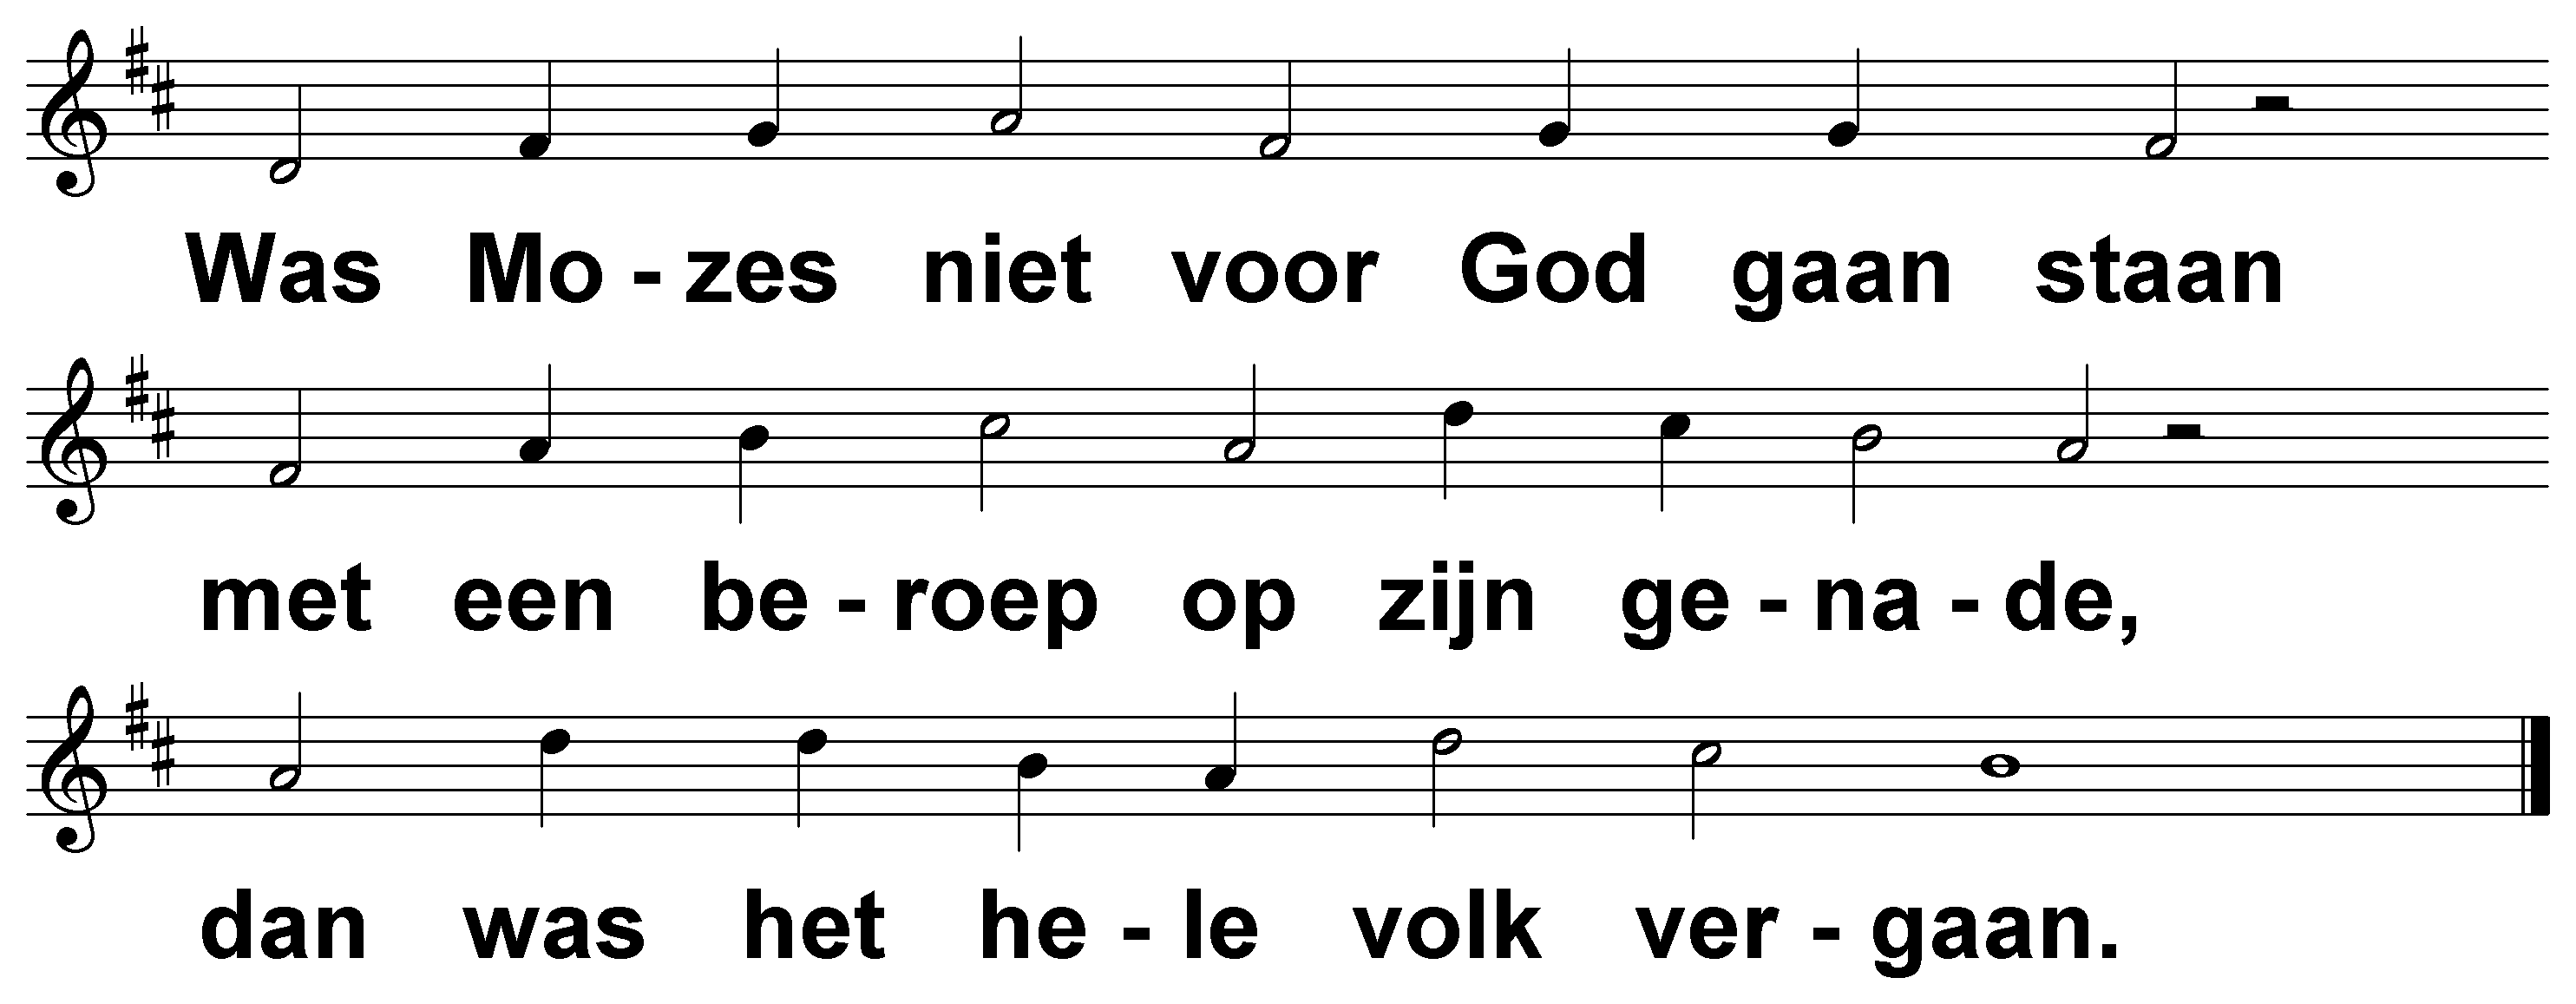 Was Mo - zes niet voor God gaan staan
met een be - roep op zijn ge - na - de,
dan was het he - le volk ver - gaan.